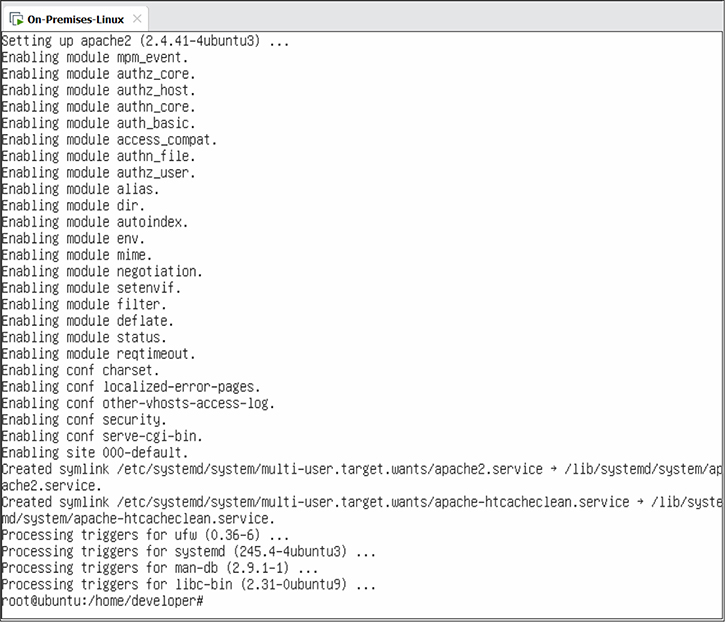 On-Premises-Linux
Setting up apache2 (2.4.41-4ubuntu3) ...
Enabling module mpm_event.
Enabling module authz_core.
Enabling module authz_host.
Enabling module authn_core.
Enabling module auth_basic.
Enabling module access_compat.
Enabling module authn_file.
Enabling module authz_user.
Enabling module alias.
Enabling module dir.
Enabling module autoindex.
Enabling module env.
Enabling module mime.
Enabling module negotiation.
Enabling module setenvif.
Enabling module filter.
Enabling module deflate.
Enabling module status.
Enabling module reqtimeout.
Enabling conf charset.
Enabling conf localized-error-pages.
Enabling conf other-vhosts-access-log.
Enabling conf security.
Enabling conf serve-cgi-bin.
Enabling site 000-default.
Created symlink /etc/systemd/system/multi-user.target.wants/apache2.service → /lib/systemd/system/ap
ache2.service.
Created symlink /etc/systemd/system/multi-user.target.wants/apache-htcacheclean.service → /lib/syste
md/system/apache-htcacheclean.service.
Processing triggers for ufw (0.36-6) ...
Processing triggers for systemd (245.4-4ubuntu3) ...
Processing triggers for man-db (2.9.1-1) ...
Processing triggers for libc-bin (2.31-0ubuntu9) ...
root@ubuntu:/home/developer#